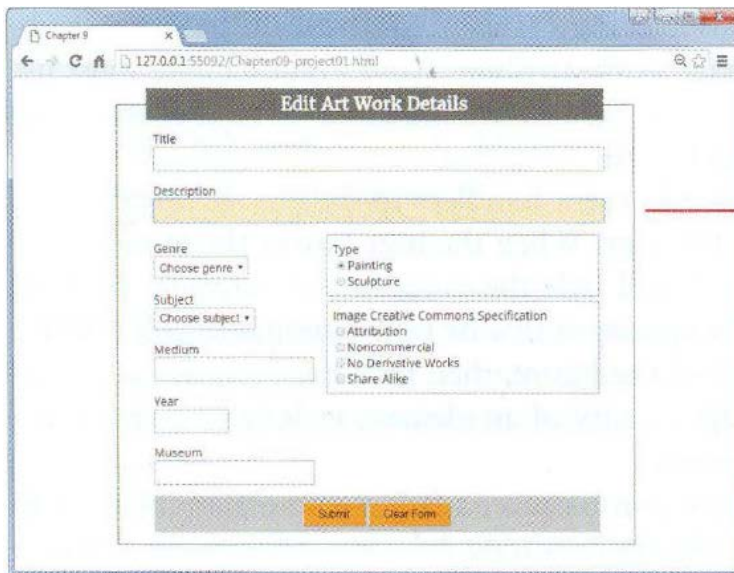 Chapter 9
127.0.0.1:55092/Chapter09-project01.html
Edit Art Work Details
Title
Description
Genre
Choose genre
Subject
Choose subject
Medium
Year
Museum
Type
Painting
Sculpture
Image Creative Commons Specification
Attribution
Noncommercial
No Derivative Works
Share Alike
Submit
Clear Form